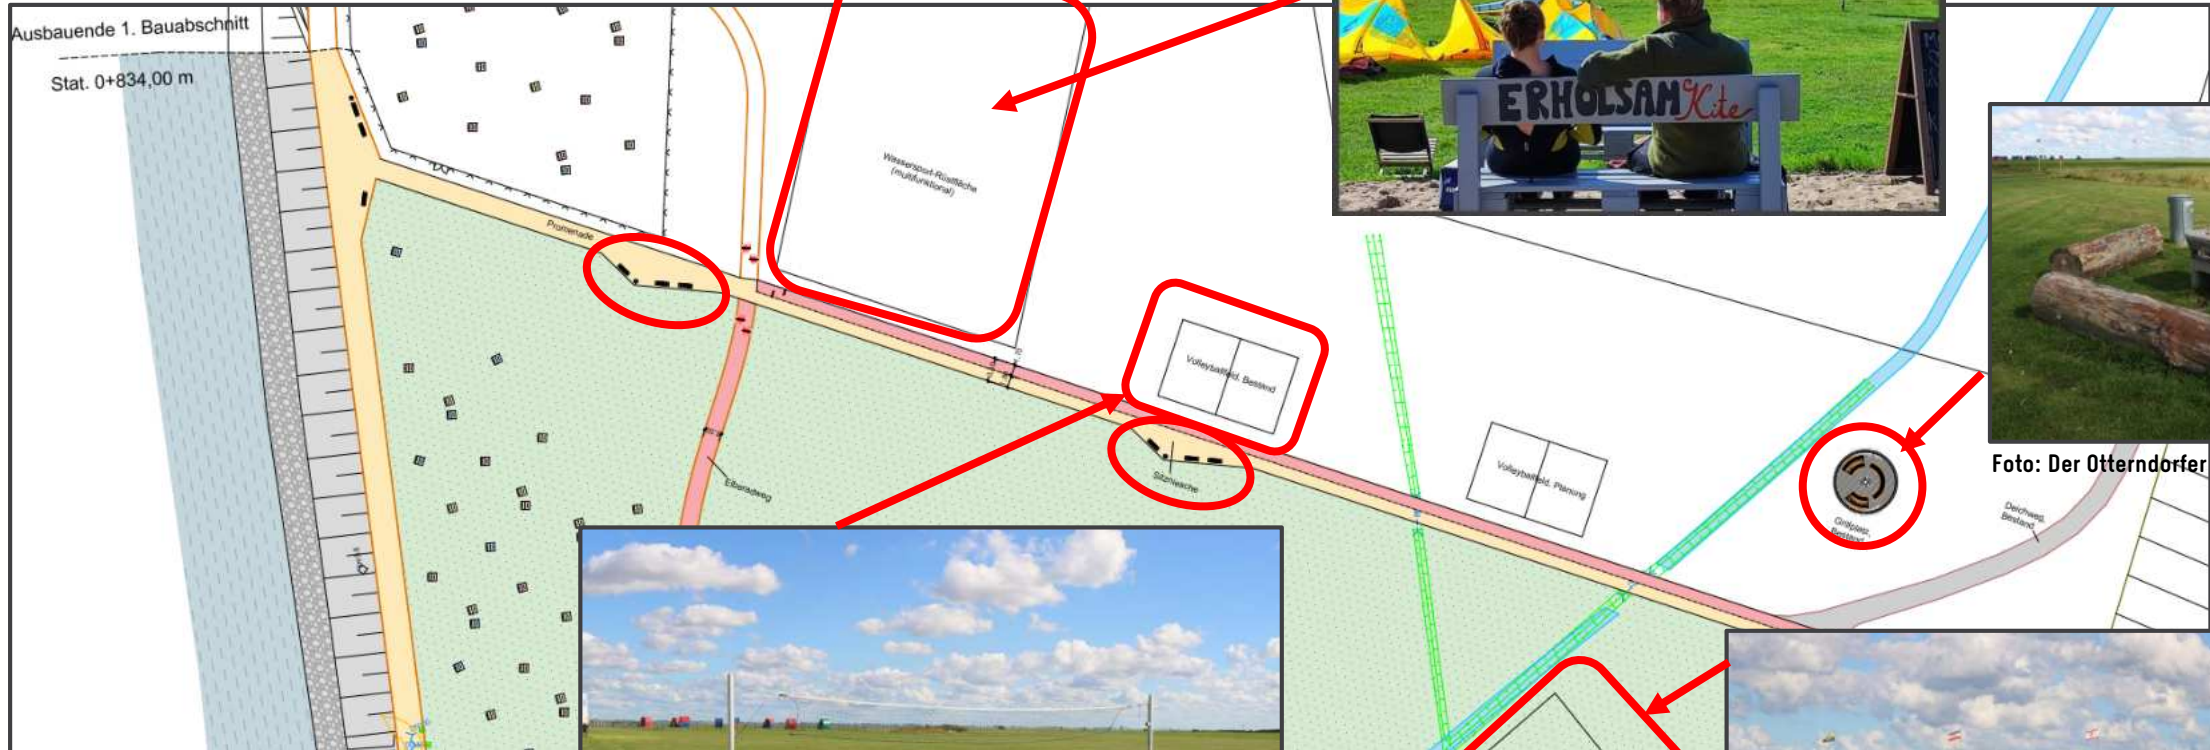 Ausbauende 1. Bauabschnitt
Stat. 0+834,00 m
ERHOLSAM Kite
Wassersport-Rüstfläche
(multifunktional)
Promenade
Volleyballfeld, Bestand
Foto: Der Otterndorfer
Volleyballfeld, Planung
Sitznische
Elberadweg
Grillplatz,
Bestand
Deichweg,
Bestand